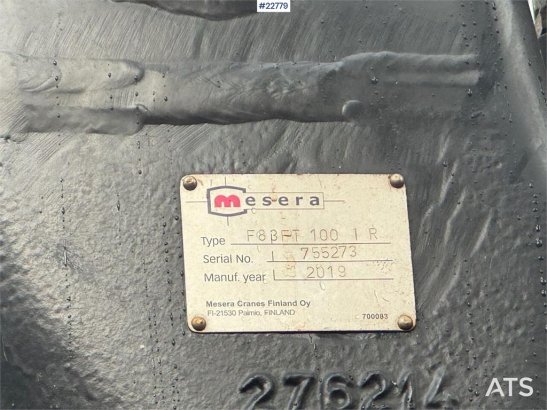 #22779
mesera
Type F83FT 100 I R
Serial No. 755273
Manuf. year 2019
Mesera Cranes Finland Oy
FI-21530 Paimio, FINLAND
700083
276214
ATS